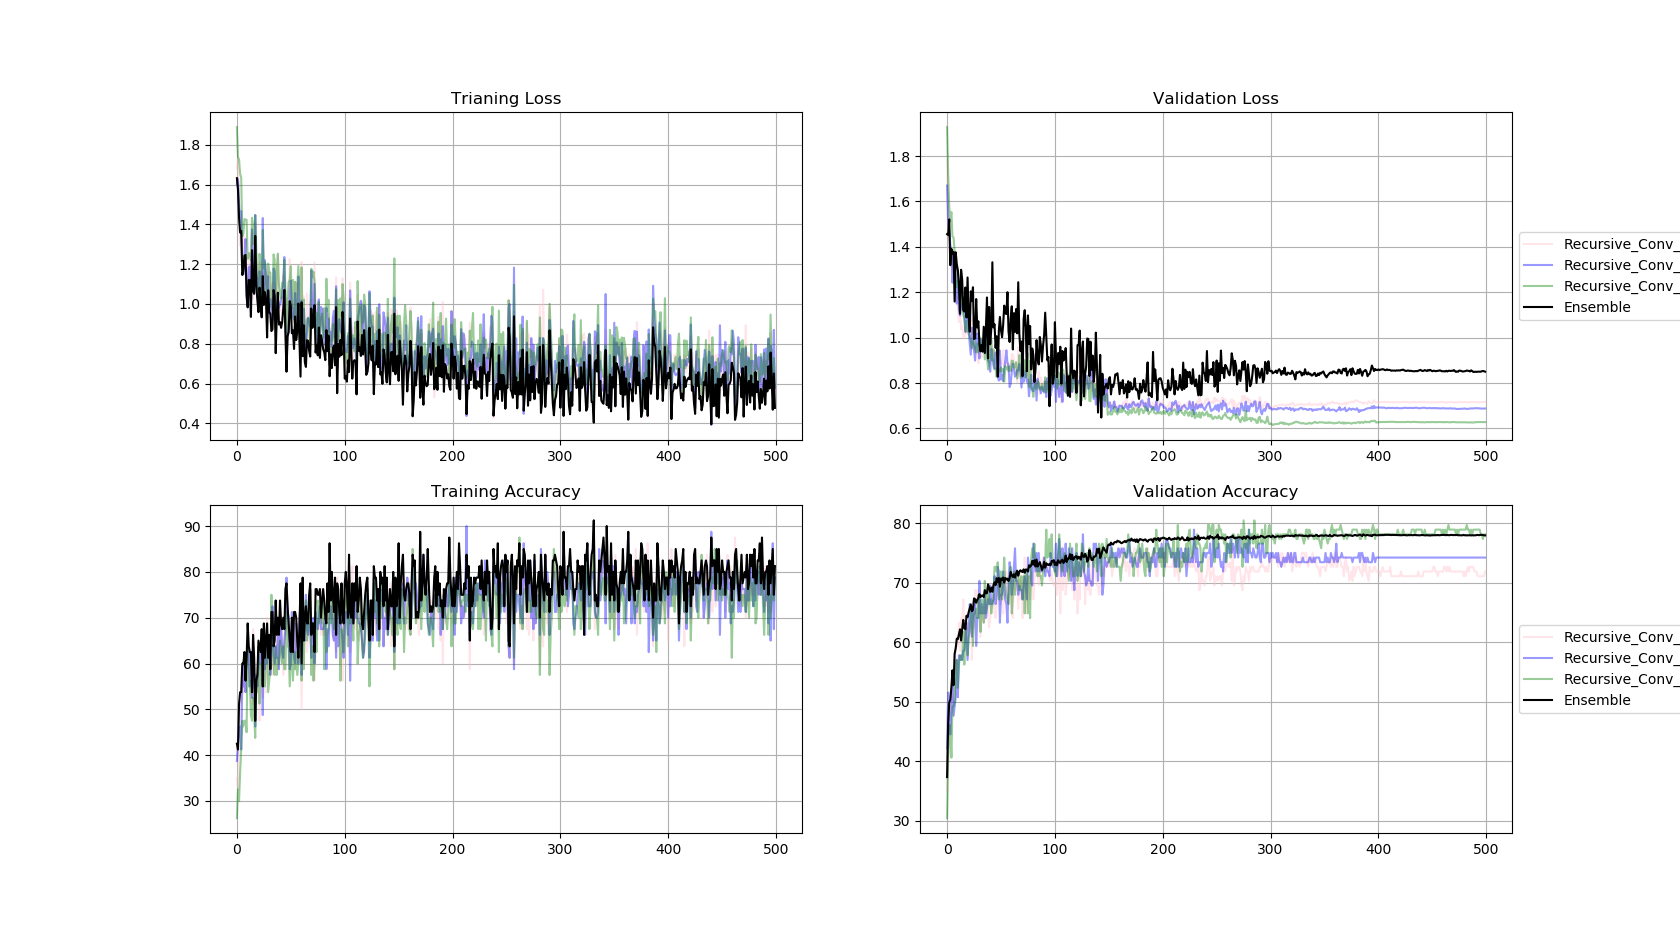 Trianing Loss
1.8
1.6
1.4
1.2
1.0
0.8
0.6
0.4
0 100 200 300 400 500
Validation Loss
1.8
1.6
1.4
1.2
1.0
0.8
0.6
0 100 200 300 400 500
Recursive_Conv_
Recursive_Conv_
Recursive_Conv_
Ensemble
Training Accuracy
90
80
70
60
50
40
30
0 100 200 300 400 500
Validation Accuracy
80
70
60
50
40
30
0 100 200 300 400 500
Recursive_Conv_
Recursive_Conv_
Recursive_Conv_
Ensemble